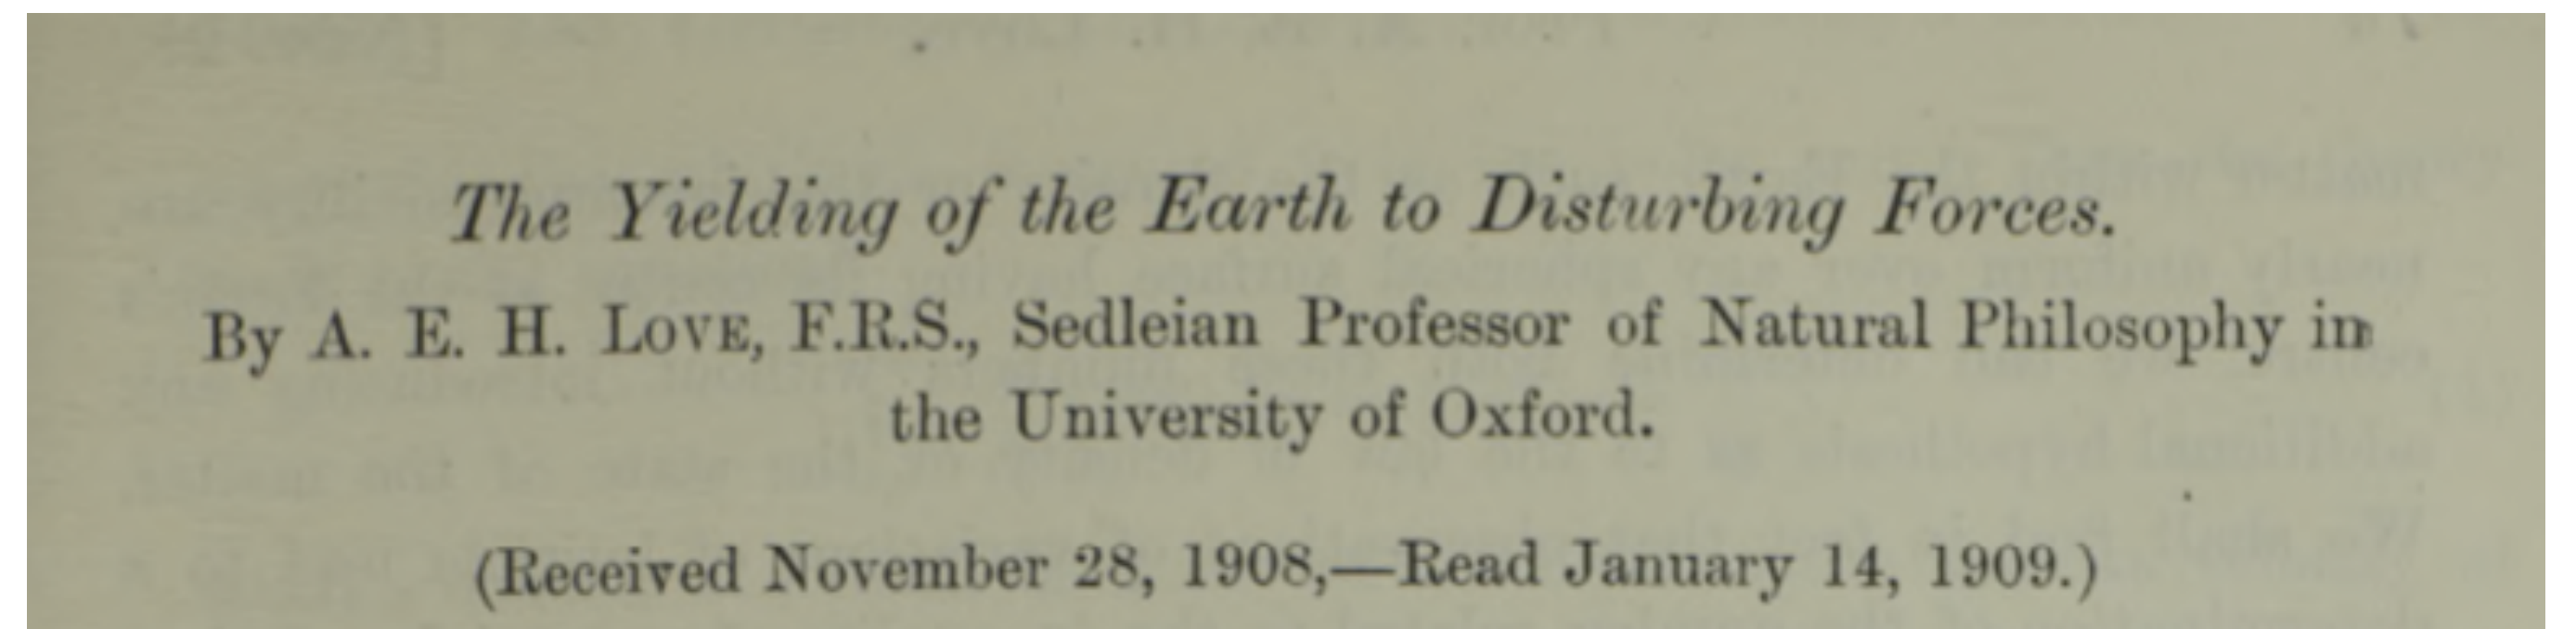 The Yielding of the Earth to Disturbing Forces.
By A. E. H. LOVE, F.R.S., Sedleian Professor of Natural Philosophy in
the University of Oxford.
(Received November 28, 1908,—Read January 14, 1909.)